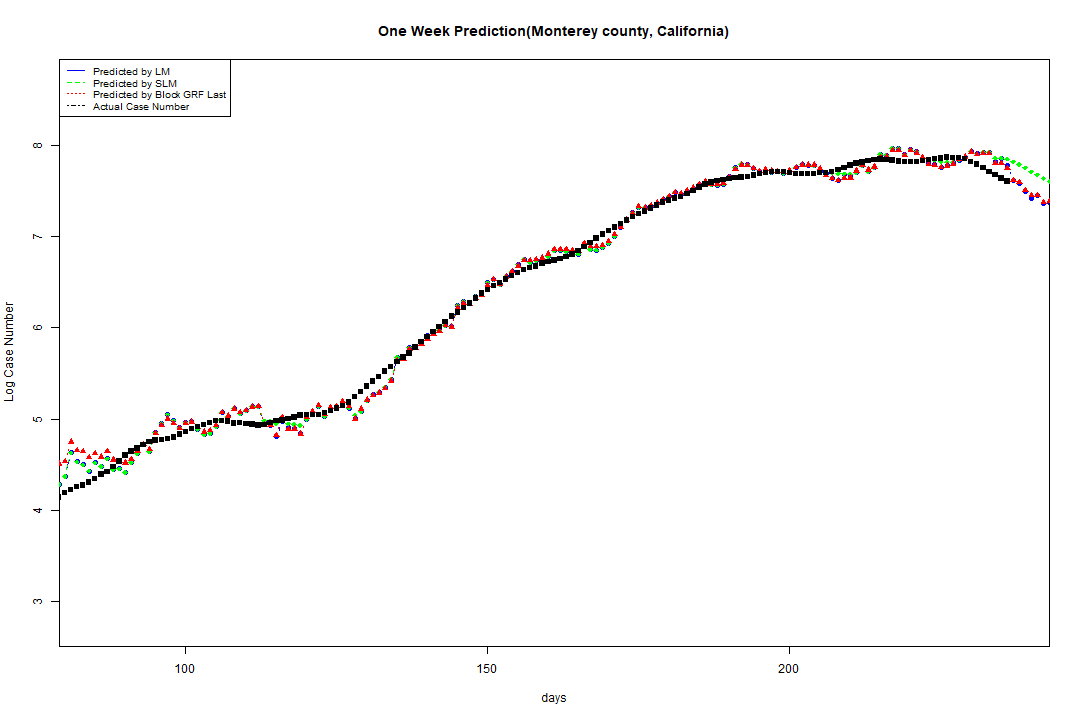 One Week Prediction(Monterey county, California)
Predicted by LM
Predicted by SLM
Predicted by Block GRF Last
Actual Case Number
8
7
6
5
4
3
Log Case Number
100 150 200
days